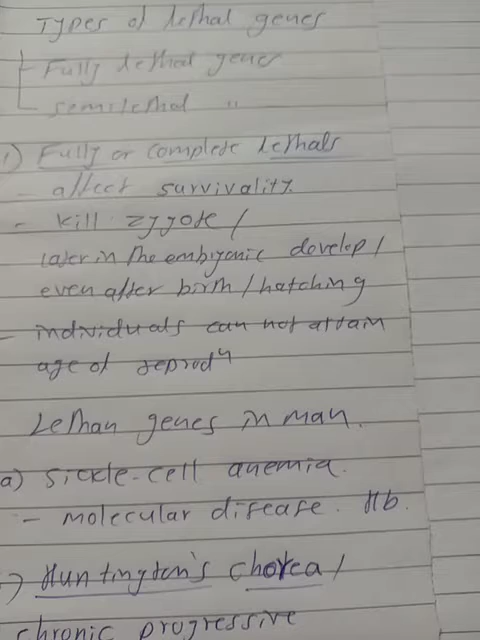 Types of lethal genes
Fully lethal gene
semilethal "
1) Fully or complete lethals
- affect survivality.
- kill zygote /
later in the embryonic develop /
even after birth / hatching
- individuals can not attain
age of reprodⁿ
Lethan genes in man.
a) sickle-cell anemia.
- molecular disease. Hb.
) Huntington's chorea /
chronic progressive